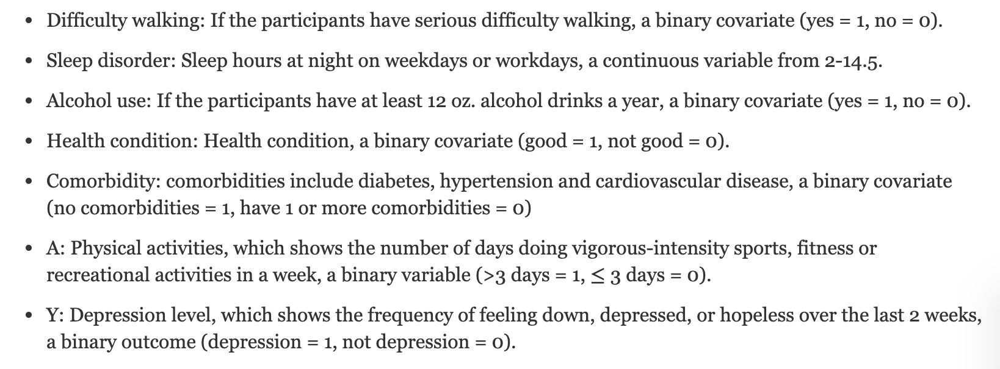 • Difficulty walking: If the participants have serious difficulty walking, a binary covariate (yes = 1, no = 0).
• Sleep disorder: Sleep hours at night on weekdays or workdays, a continuous variable from 2-14.5.
• Alcohol use: If the participants have at least 12 oz. alcohol drinks a year, a binary covariate (yes = 1, no = 0).
• Health condition: Health condition, a binary covariate (good = 1, not good = 0).
• Comorbidity: comorbidities include diabetes, hypertension and cardiovascular disease, a binary covariate
(no comorbidities = 1, have 1 or more comorbidities = 0)
• A: Physical activities, which shows the number of days doing vigorous-intensity sports, fitness or
recreational activities in a week, a binary variable (>3 days = 1, ≤ 3 days = 0).
• Y: Depression level, which shows the frequency of feeling down, depressed, or hopeless over the last 2 weeks,
a binary outcome (depression = 1, not depression = 0).